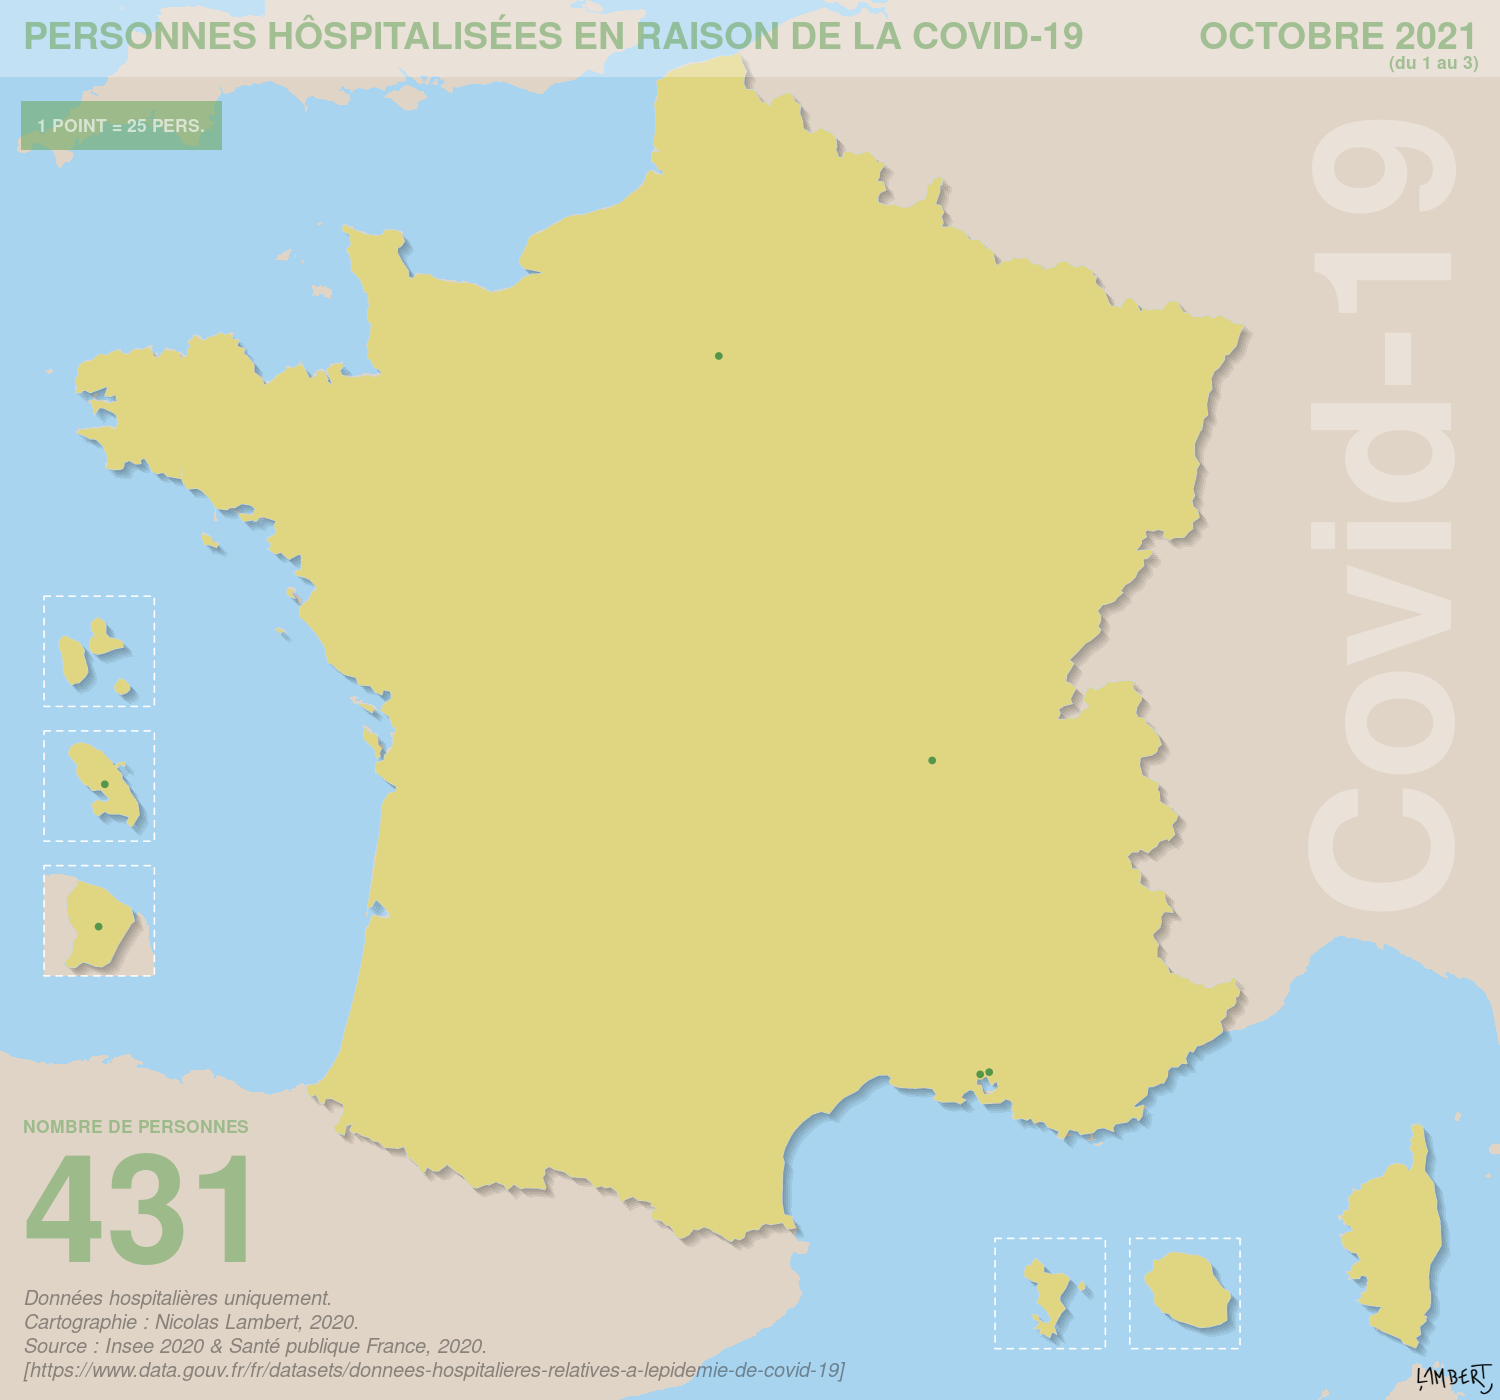 PERSONNES HÔSPITALISÉES EN RAISON DE LA COVID-19
OCTOBRE 2021
(du 1 au 3)
1 POINT = 25 PERS.
Covid-19
NOMBRE DE PERSONNES
431
Données hospitalières uniquement.
Cartographie : Nicolas Lambert, 2020.
Source : Insee 2020 & Santé publique France, 2020.
[https://www.data.gouv.fr/fr/datasets/donnees-hospitalieres-relatives-a-lepidemie-de-covid-19]
LAMBERT